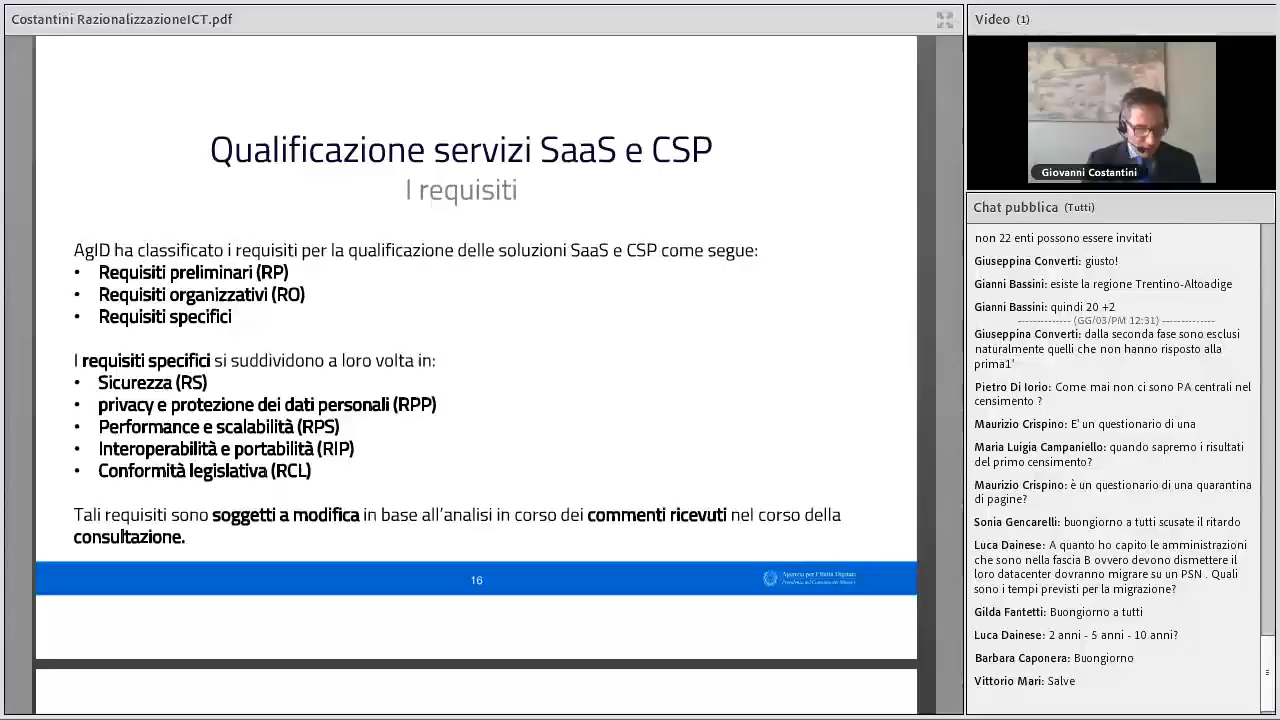 Costantini RazionalizzazioneICT.pdf
Qualificazione servizi SaaS e CSP
I requisiti
AgID ha classificato i requisiti per la qualificazione delle soluzioni SaaS e CSP come segue:
• Requisiti preliminari (RP)
• Requisiti organizzativi (RO)
• Requisiti specifici
I requisiti specifici si suddividono a loro volta in:
• Sicurezza (RS)
• privacy e protezione dei dati personali (RPP)
• Performance e scalabilità (RPS)
• Interoperabilità e portabilità (RIP)
• Conformità legislativa (RCL)
Tali requisiti sono soggetti a modifica in base all'analisi in corso dei commenti ricevuti nel corso della
consultazione.
16
Agenzia per l'Italia Digitale
Presidenza del Consiglio dei Ministri
Video (1)
Giovanni Costantini
Chat pubblica (Tutti)
non 22 enti possono essere invitati
Giuseppina Converti: giusto!
Gianni Bassini: esiste la regione Trentino-Altoadige
Gianni Bassini: quindi 20 +2
-------------- (GG/03/PM 12:31) --------------
Giuseppina Converti: dalla seconda fase sono esclusi
naturalmente quelli che non hanno risposto alla
prima1'
Pietro Di Iorio: Come mai non ci sono PA centrali nel
censimento ?
Maurizio Crispino: E' un questionario di una
Maria Luigia Campaniello: quando sapremo i risultati
del primo censimento?
Maurizio Crispino: è un questionario di una quarantina
di pagine?
Sonia Gencarelli: buongiorno a tutti scusate il ritardo
Luca Dainese: A quanto ho capito le amministrazioni
che sono nella fascia B ovvero devono dismettere il
loro datacenter dovranno migrare su un PSN . Quali
sono i tempi previsti per la migrazione?
Gilda Fantetti: Buongiorno a tutti
Luca Dainese: 2 anni - 5 anni - 10 anni?
Barbara Caponera: Buongiorno
Vittorio Mari: Salve